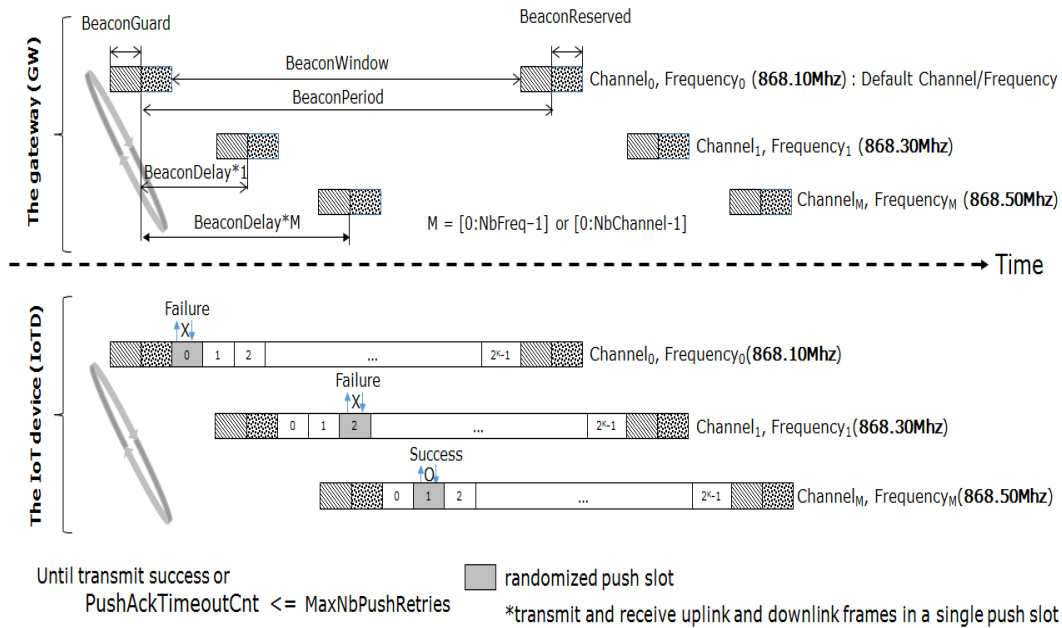 BeaconGuard
BeaconReserved
The gateway (GW)
BeaconWindow
Channel0, Frequency0 (868.10Mhz) : Default Channel/Frequency
BeaconPeriod
Channel1, Frequency1 (868.30Mhz)
BeaconDelay*1
ChannelM, FrequencyM (868.50Mhz)
BeaconDelay*M
M = [0:NbFreq-1] or [0:NbChannel-1]
Time
The IoT device (IoTD)
Failure
X
0 1 2 ... 2ᴷ-1
Channel0, Frequency0(868.10Mhz)
Failure
X
0 1 2 ... 2ᴷ-1
Channel1, Frequency1(868.30Mhz)
Success
O
0 1 2 ... 2ᴷ-1
ChannelM, FrequencyM(868.50Mhz)
Until transmit success or
PushAckTimeoutCnt <= MaxNbPushRetries
randomized push slot
*transmit and receive uplink and downlink frames in a single push slot